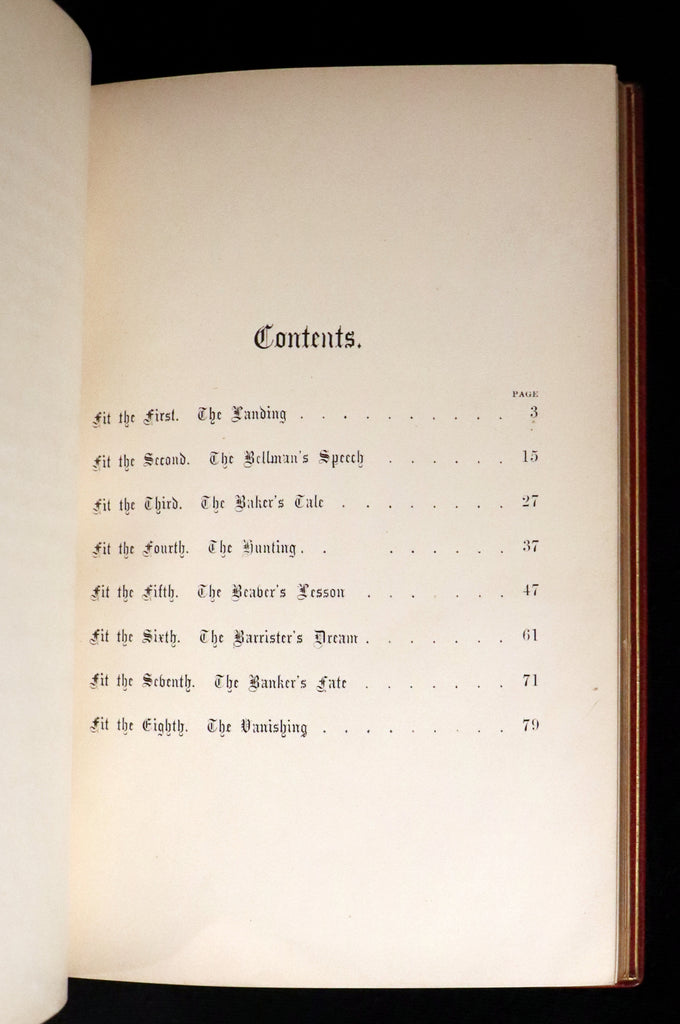 Contents.
PAGE
Fit the First. The Landing . . . . . . . . . . 3
Fit the Second. The Bellman's Speech . . . . . . 15
Fit the Third. The Baker's Tale . . . . . . . . 27
Fit the Fourth. The Hunting . . . . . . . . 37
Fit the Fifth. The Beaver's Lesson . . . . . . . 47
Fit the Sixth. The Barrister's Dream . . . . . . . 61
Fit the Seventh. The Banker's Fate . . . . . . . 71
Fit the Eighth. The Vanishing . . . . . . . . . 79